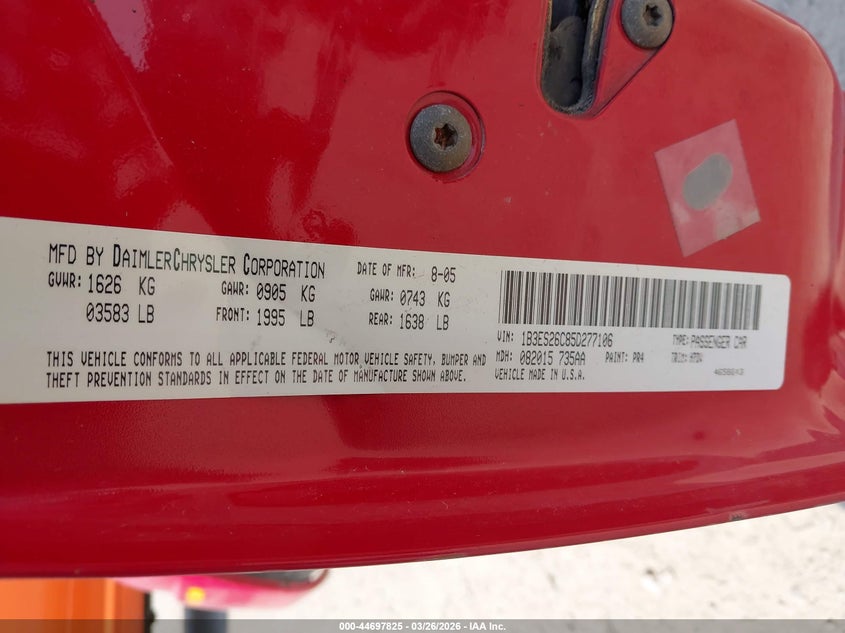 MFD BY DAIMLERCHRYSLER CORPORATION DATE OF MFR: 8-05
GVWR: 1626 KG GAWR: 0905 KG GAWR: 0743 KG
03583 LB FRONT: 1995 LB REAR: 1638 LB
VIN: 1B3ES26C85D277106 TYPE: PASSENGER CAR
MDH: 082015 735AA PAINT: PR4 TRIM: H7DV
THIS VEHICLE CONFORMS TO ALL APPLICABLE FEDERAL MOTOR VEHICLE SAFETY, BUMPER AND
THEFT PREVENTION STANDARDS IN EFFECT ON THE DATE OF MANUFACTURE SHOWN ABOVE.
VEHICLE MADE IN U.S.A.
000-44697825 | 03/26/2026 - IAA Inc.